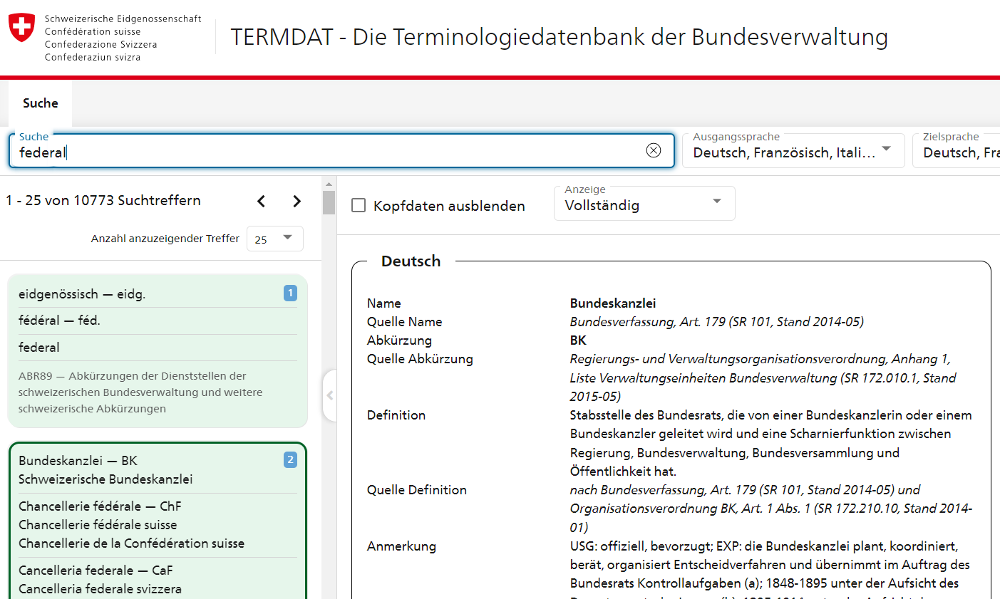 Schweizerische Eidgenossenschaft
Confédération suisse
Confederazione Svizzera
Confederaziun svizra
TERMDAT - Die Terminologiedatenbank der Bundesverwaltung
Suche
Suche
federal
Ausgangssprache
Deutsch, Französisch, Itali...
Zielsprache
Deutsch, Fra
1 - 25 von 10773 Suchtreffern
Anzahl anzuzeigender Treffer
25
Kopfdaten ausblenden
Anzeige
Vollständig
eidgenössisch — eidg.
1
fédéral — féd.
federal
ABR89 — Abkürzungen der Dienststellen der
schweizerischen Bundesverwaltung und weitere
schweizerische Abkürzungen
Bundeskanzlei — BK
2
Schweizerische Bundeskanzlei
Chancellerie fédérale — ChF
Chancellerie fédérale suisse
Chancellerie de la Confédération suisse
Cancelleria federale — CaF
Cancelleria federale svizzera
Deutsch
Name
Bundeskanzlei
Quelle Name
Bundesverfassung, Art. 179 (SR 101, Stand 2014-05)
Abkürzung
BK
Quelle Abkürzung
Regierungs- und Verwaltungsorganisationsverordnung, Anhang 1,
Liste Verwaltungseinheiten Bundesverwaltung (SR 172.010.1, Stand
2015-05)
Definition
Stabsstelle des Bundesrats, die von einer Bundeskanzlerin oder einem
Bundeskanzler geleitet wird und eine Scharnierfunktion zwischen
Regierung, Bundesverwaltung, Bundesversammlung und
Öffentlichkeit hat.
Quelle Definition
nach Bundesverfassung, Art. 179 (SR 101, Stand 2014-05) und
Organisationsverordnung BK, Art. 1 Abs. 1 (SR 172.210.10, Stand 2014-
01)
Anmerkung
USG: offiziell, bevorzugt; EXP: die Bundeskanzlei plant, koordiniert,
berät, organisiert Entscheidverfahren und übernimmt im Auftrag des
Bundesrats Kontrollaufgaben (a); 1848-1895 unter der Aufsicht des